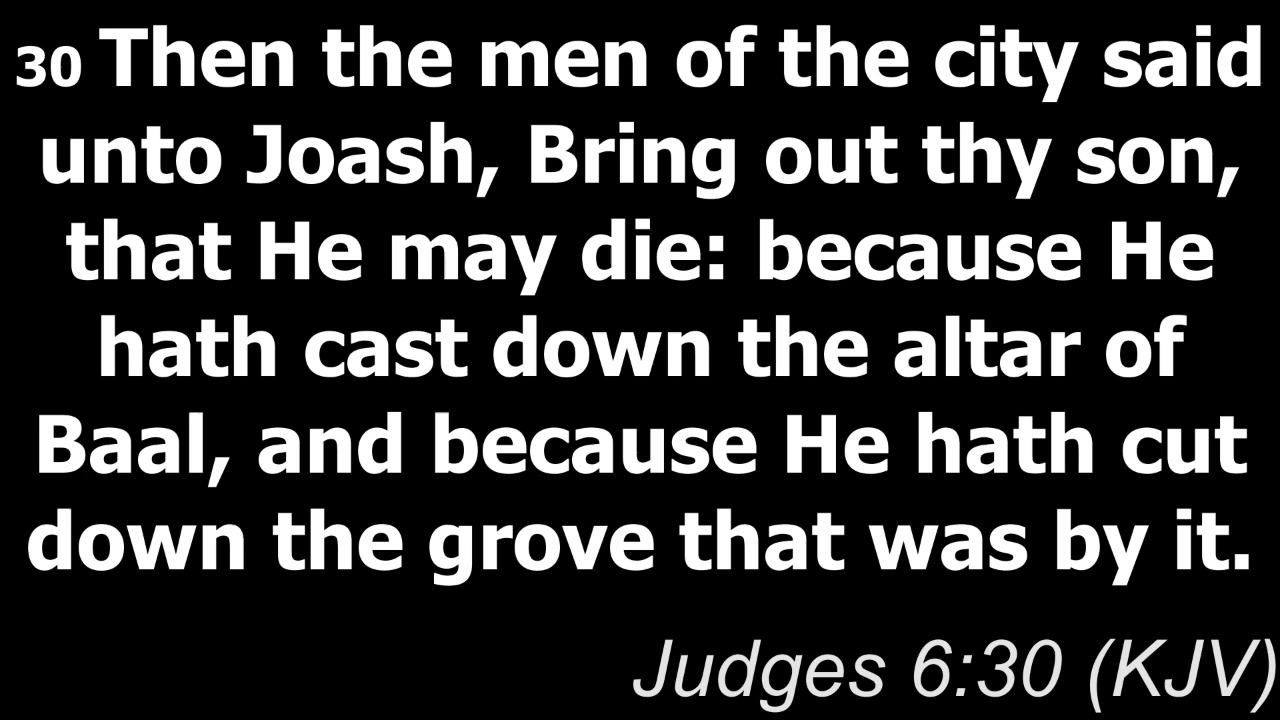 30 Then the men of the city said
unto Joash, Bring out thy son,
that He may die: because He
hath cast down the altar of
Baal, and because He hath cut
down the grove that was by it.
Judges 6:30 (KJV)